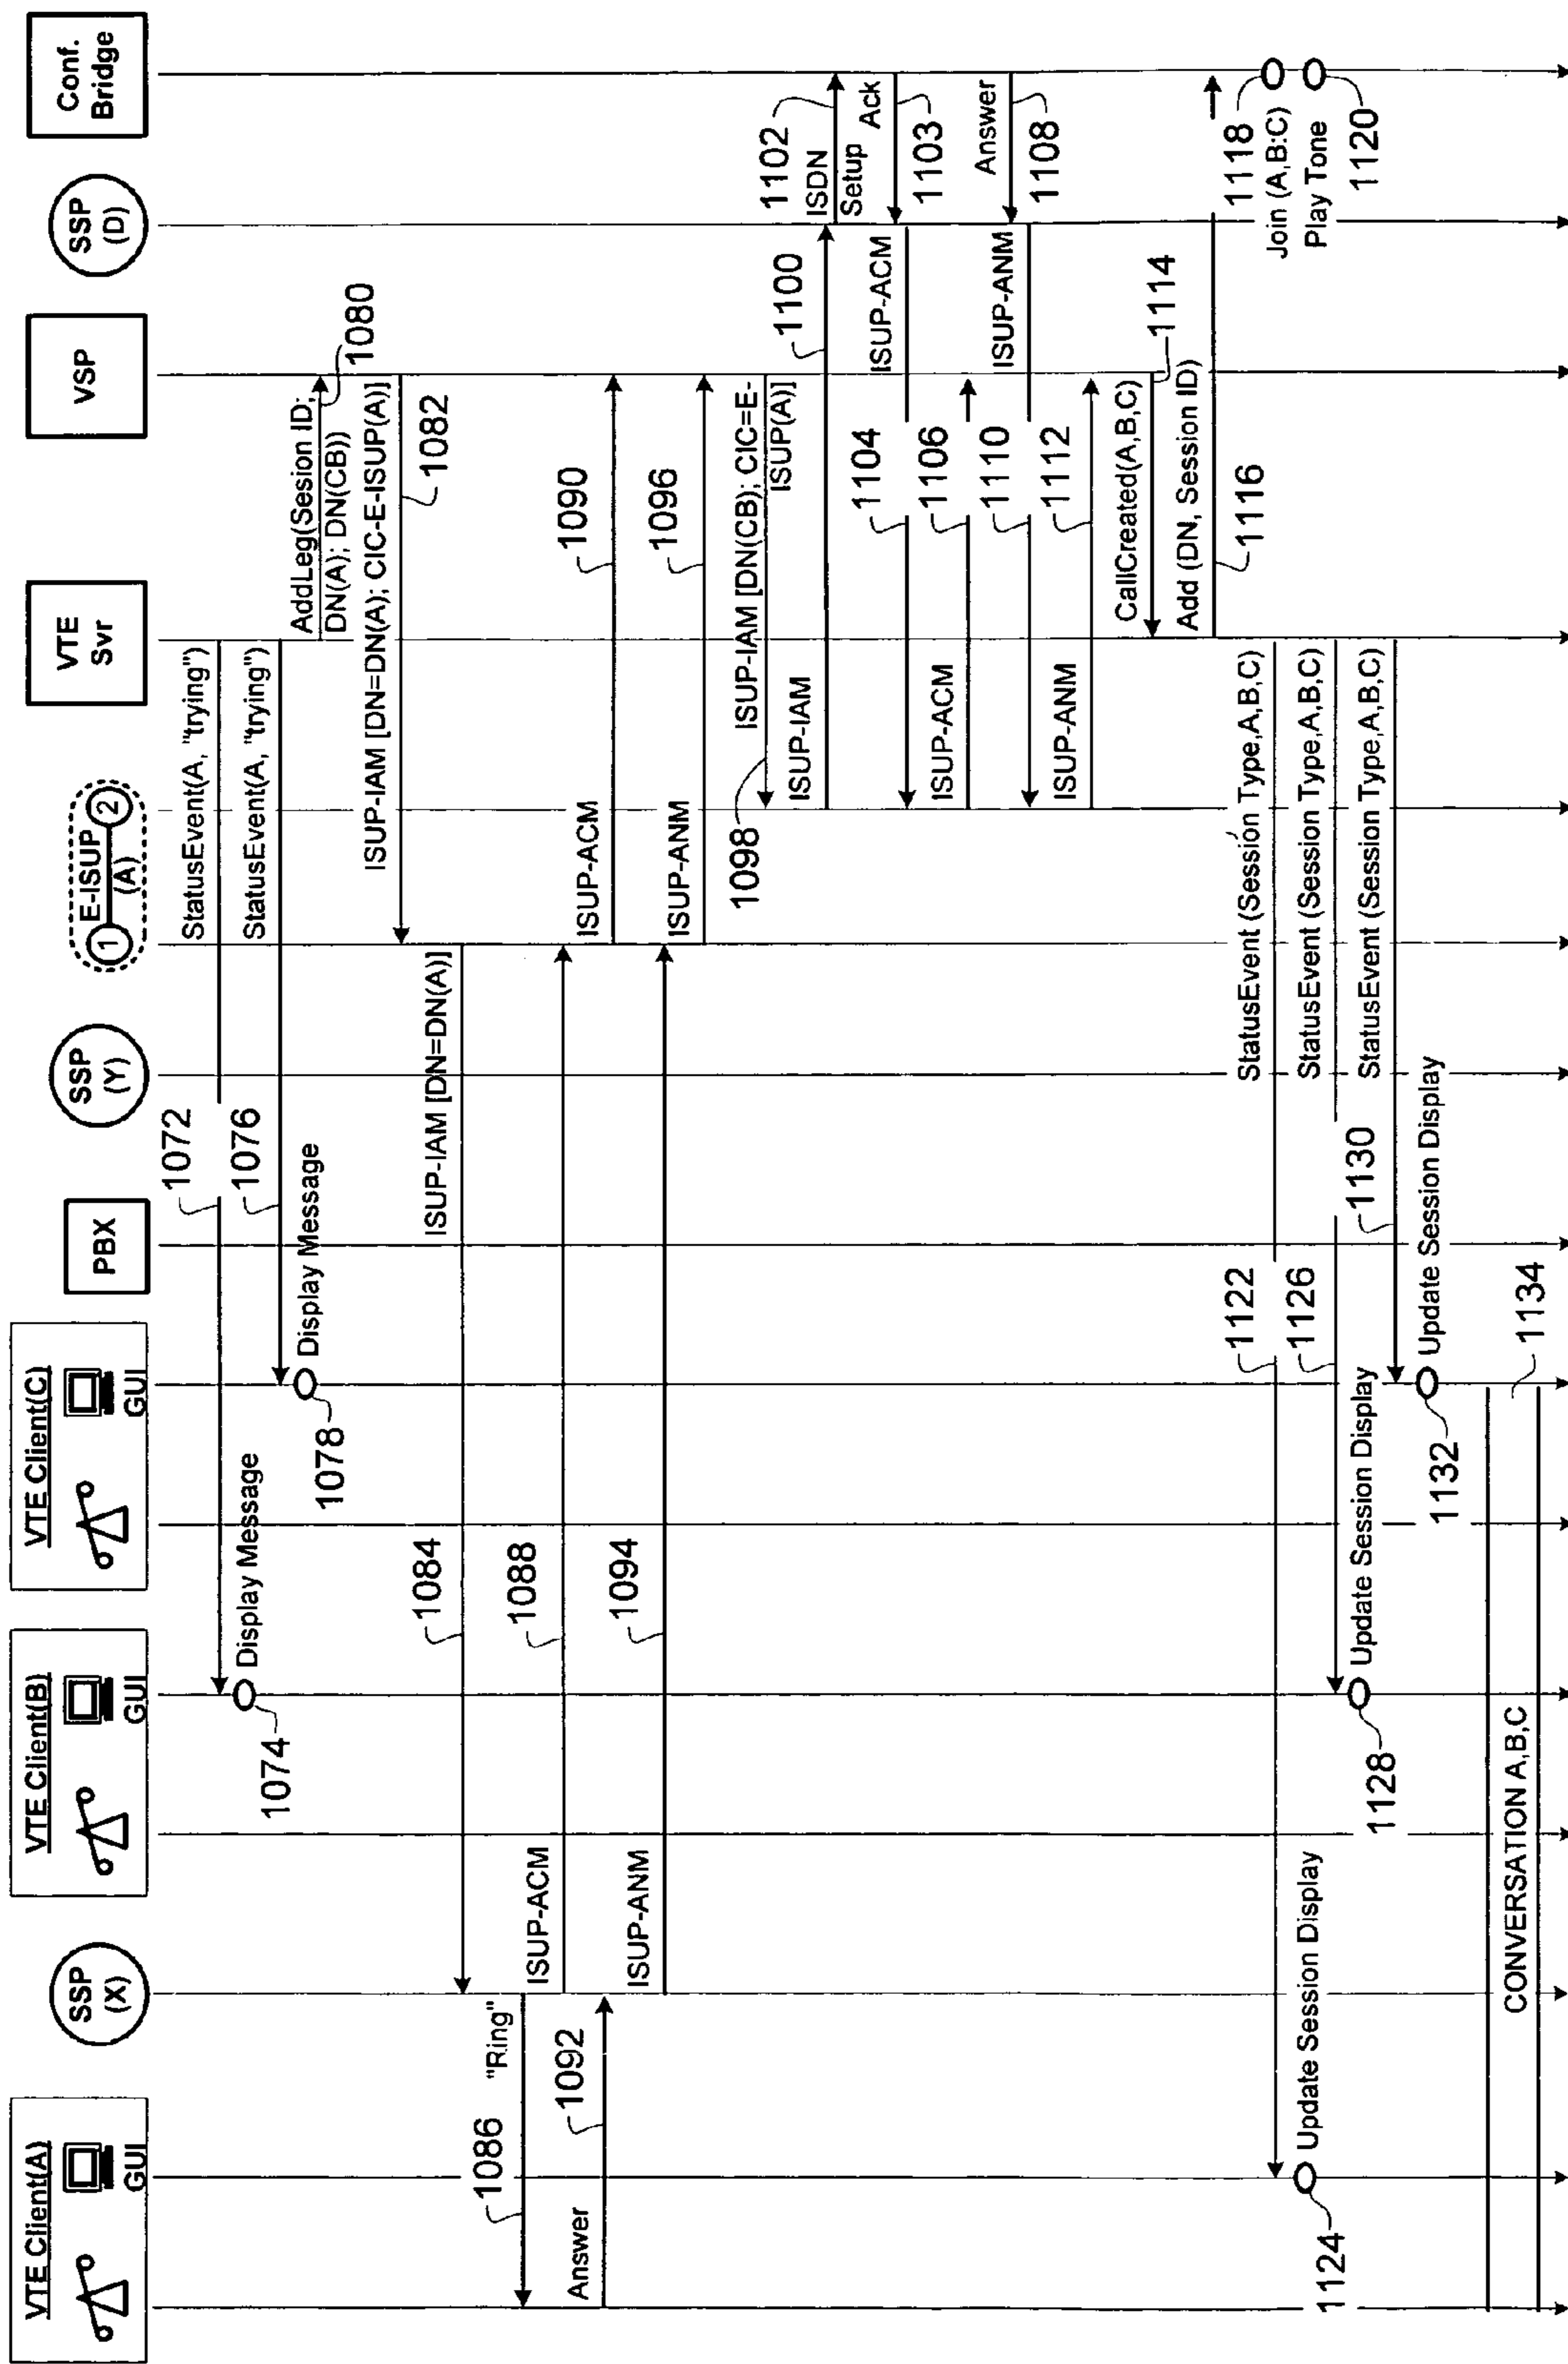 VTE Client(A)
GUI
SSP
(X)
VTE Client(B)
GUI
VTE Client(C)
GUI
PBX
SSP
(Y)
1
E-ISUP
(A)
2
VTE
Svr
VSP
SSP
(D)
Conf.
Bridge
StatusEvent(A, "trying")
1072
Display Message
1074
StatusEvent(A, "trying")
1076
Display Message
1078
AddLeg(Sesion ID;
DN(A); DN(CB))
1080
ISUP-IAM [DN=DN(A); CIC-E-ISUP(A)]
1082
ISUP-IAM [DN=DN(A)]
1084
"Ring"
1086
ISUP-ACM
1088
ISUP-ACM
1090
Answer
1092
ISUP-ANM
1094
ISUP-ANM
1096
ISUP-IAM [DN(CB); CIC=E-
ISUP(A)]
1098
ISUP-IAM
1100
1102
ISDN
Setup
Ack
1103
ISUP-ACM
1104
ISUP-ACM
1106
Answer
1108
ISUP-ANM
1110
ISUP-ANM
1112
CallCreated(A,B,C)
1114
Add (DN, Session ID)
1116
1118
Join (A,B:C)
Play Tone
1120
StatusEvent (Session Type,A,B,C)
1122
Update Session Display
1124
StatusEvent (Session Type,A,B,C)
1126
Update Session Display
1128
StatusEvent (Session Type,A,B,C)
1130
Update Session Display
1132
CONVERSATION A,B,C
1134